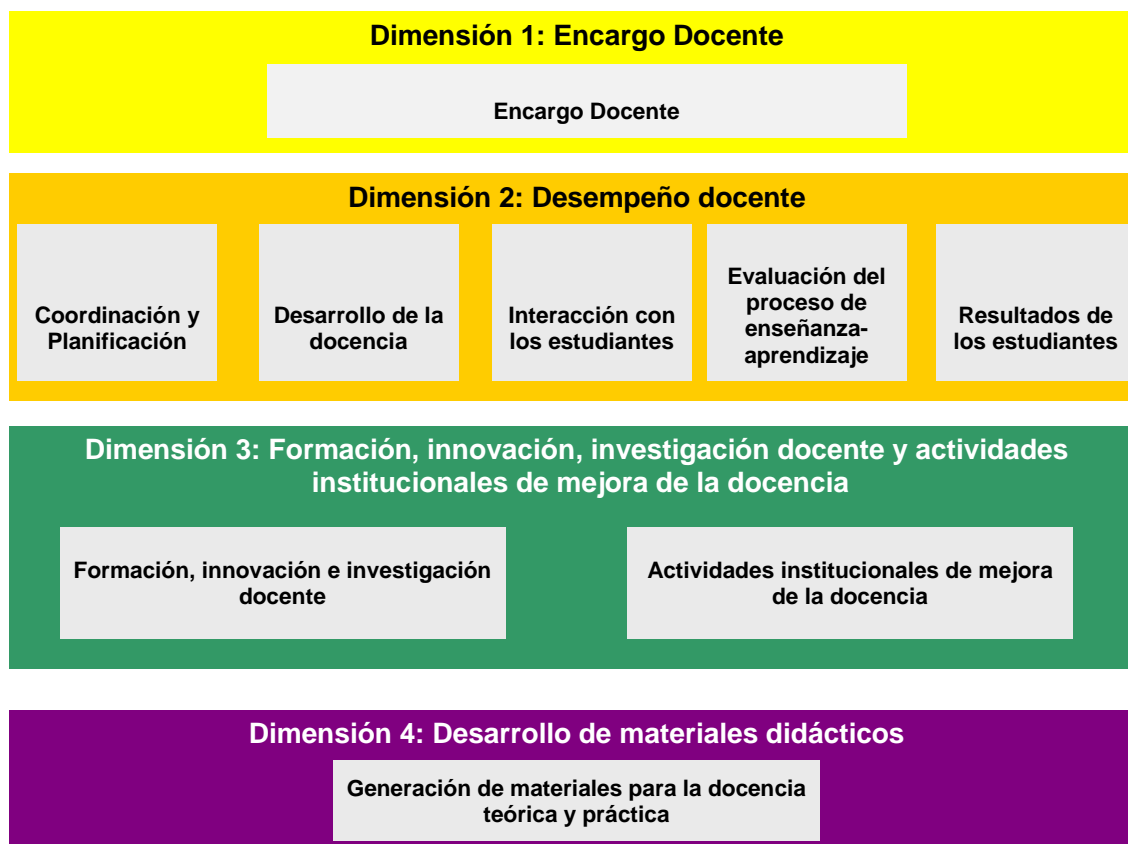 Dimensión 1: Encargo Docente
Encargo Docente
Dimensión 2: Desempeño docente
Coordinación y
Planificación
Desarrollo de la
docencia
Interacción con
los estudiantes
Evaluación del
proceso de
enseñanza-
aprendizaje
Resultados de
los estudiantes
Dimensión 3: Formación, innovación, investigación docente y actividades
institucionales de mejora de la docencia
Formación, innovación e investigación
docente
Actividades institucionales de mejora
de la docencia
Dimensión 4: Desarrollo de materiales didácticos
Generación de materiales para la docencia
teórica y práctica